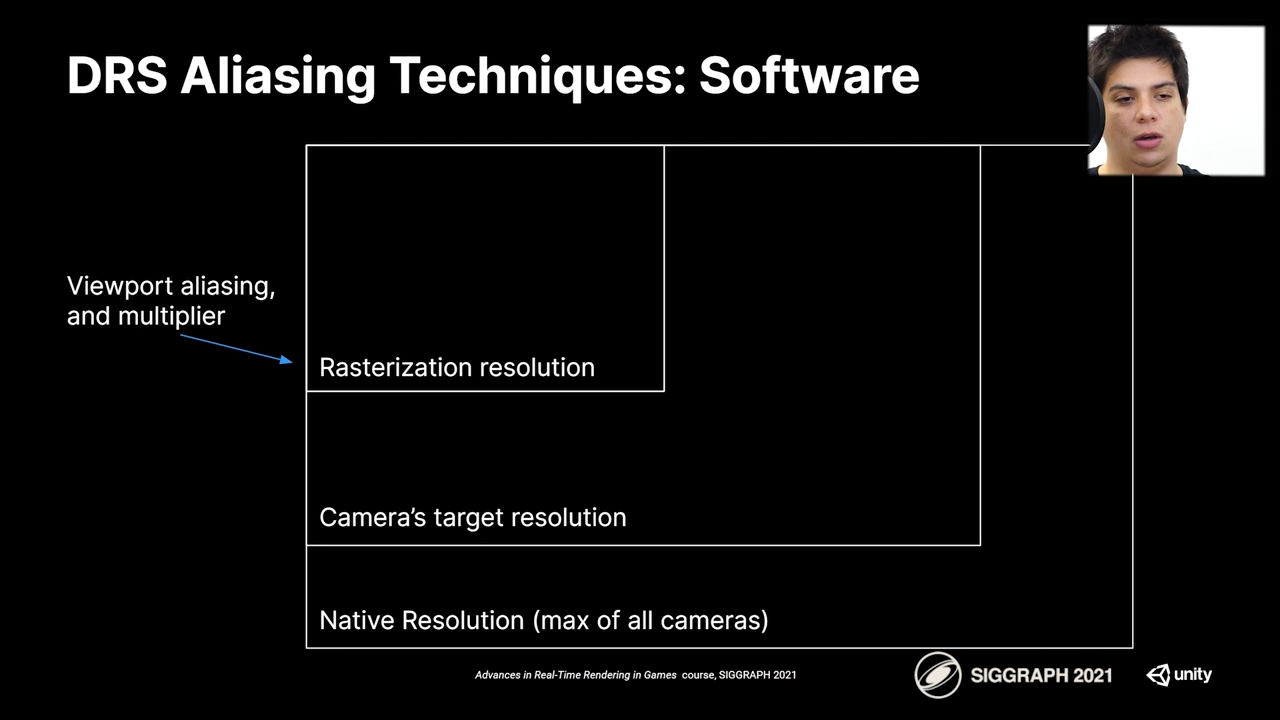 DRS Aliasing Techniques: Software
Viewport aliasing,
and multiplier
Rasterization resolution
Camera’s target resolution
Native Resolution (max of all cameras)
Advances in Real-Time Rendering in Games course, SIGGRAPH 2021
SIGGRAPH 2021
unity